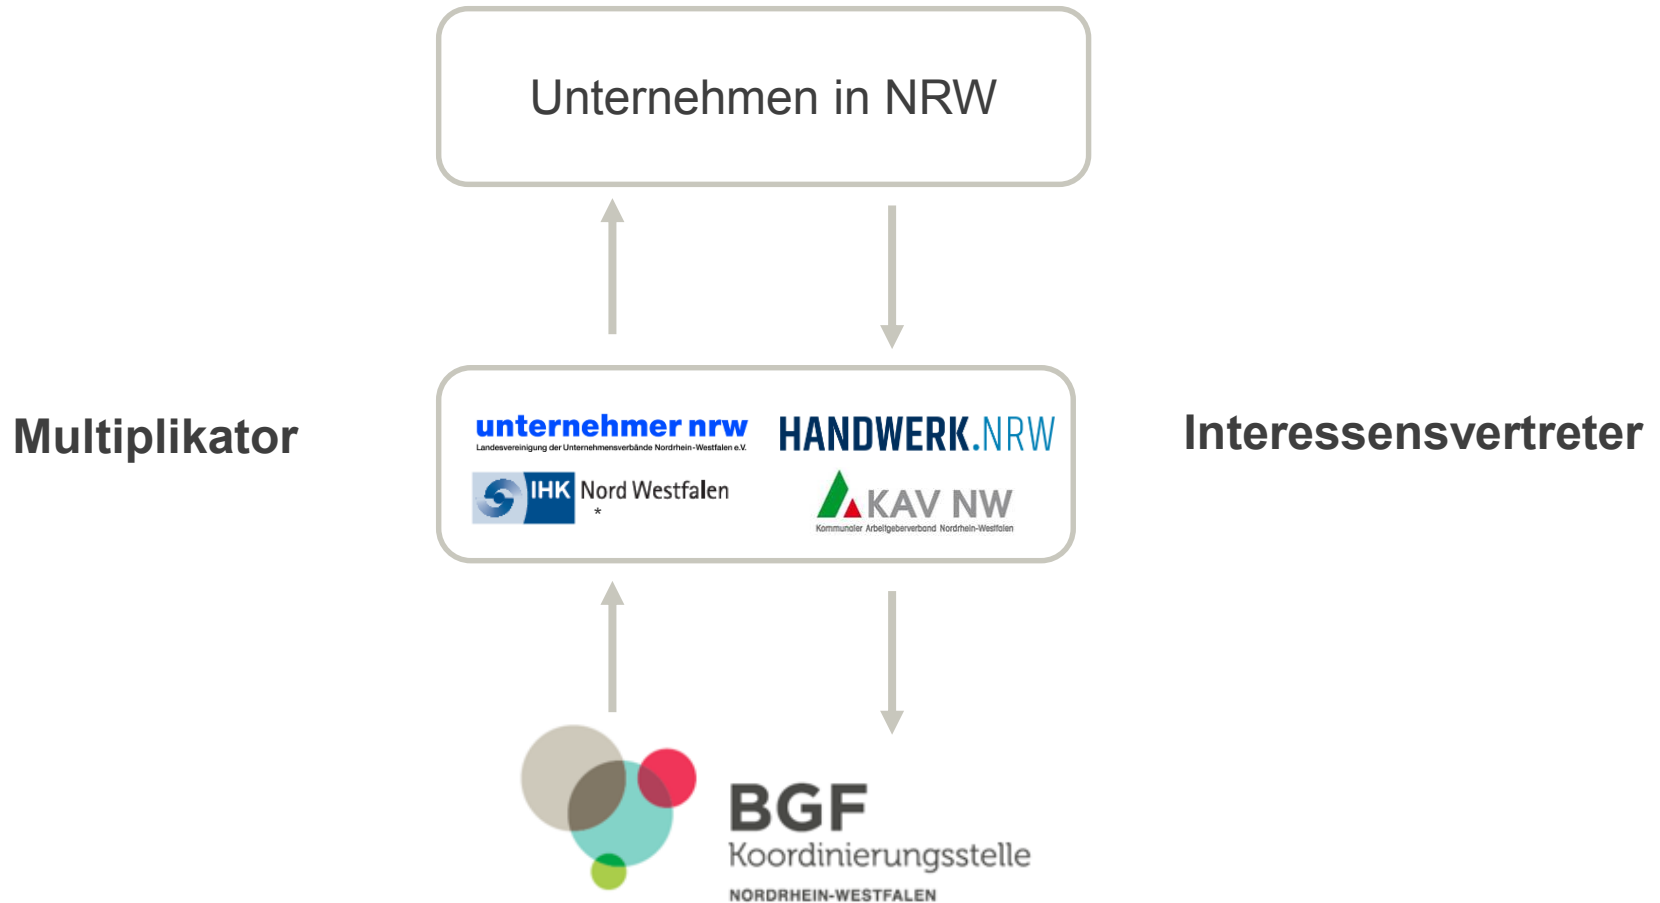 Unternehmen in NRW
Multiplikator
unternehmer nrw
Landesvereinigung der Unternehmensverbände Nordrhein-Westfalen e.V.
HANDWERK.NRW
IHK Nord Westfalen
*
KAV NW
Kommunaler Arbeitgeberverband Nordrhein-Westfalen
Interessensvertreter
BGF
Koordinierungsstelle
NORDRHEIN-WESTFALEN